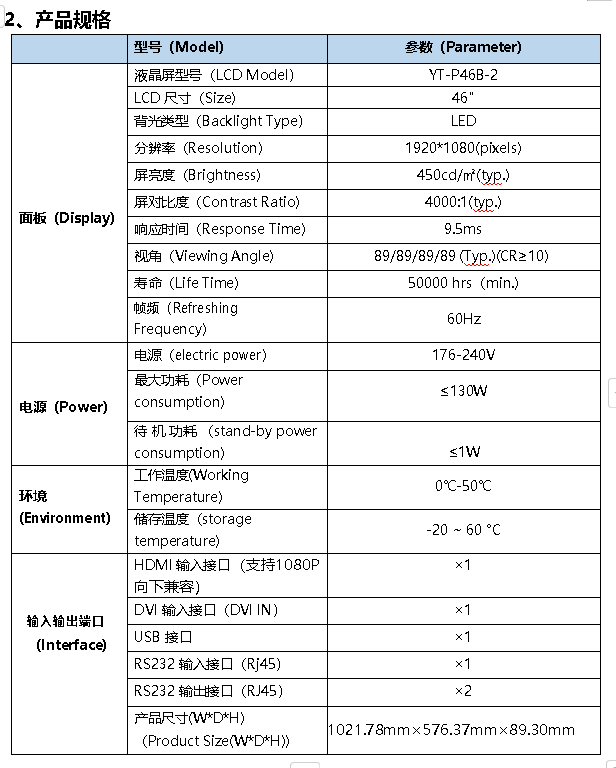 2、产品规格
型号（Model)
参数（Parameter)
面板（Display)
液晶屏型号（LCD Model）
YT-P46B-2
LCD 尺寸（Size)
46"
背光类型（Backlight Type)
LED
分辨率（Resolution)
1920*1080(pixels)
屏亮度（Brightness)
450cd/㎡(typ.)
屏对比度（Contrast Ratio)
4000:1(typ.)
响应时间（Response Time)
9.5ms
视角（Viewing Angle)
89/89/89/89 (Typ.)(CR≥10)
寿命（Life Time)
50000 hrs（min.)
帧频（Refreshing
Frequency)
60Hz
电源（Power)
电源（electric power）
176-240V
最大功耗（Power
consumption)
≤130W
待 机 功耗 （stand-by power
consumption)
≤1W
环境
(Environment)
工作温度(Working
Temperature)
0℃-50℃
储存温度（storage
temperature)
-20 ~ 60 °C
输入输出端口
（Interface)
HDMI 输入接口（支持1080P
向下兼容)
×1
DVI 输入接口（DVI IN）
×1
USB 接口
×1
RS232 输入接口（Rj45)
×1
RS232 输出接口（RJ45）
×2
产品尺寸(W*D*H)
（Product Size(W*D*H)）
1021.78mm×576.37mm×89.30mm